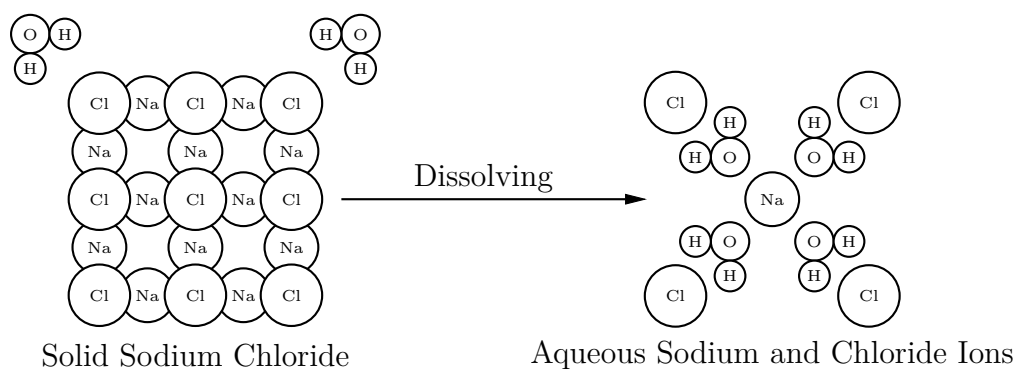 O H H O
H H
Cl Na Cl Na Cl
Na Na Na
Cl Na Cl Na Cl
Na Na Na
Cl Na Cl Na Cl
Solid Sodium Chloride
Dissolving
Cl Cl
H H
H O O H
Na
H O O H
H H
Cl Cl
Aqueous Sodium and Chloride Ions